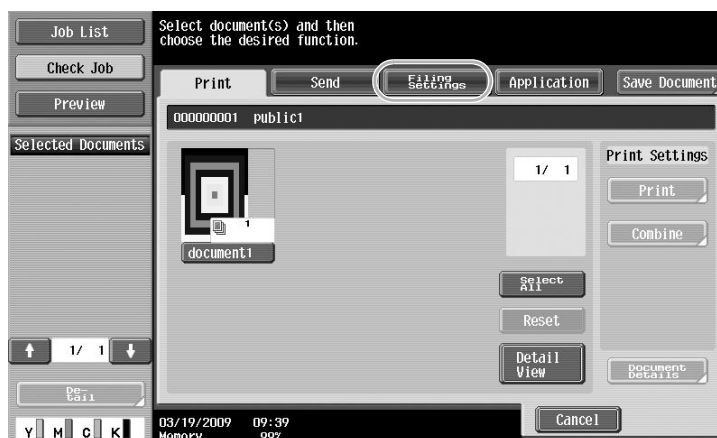 Job List
Check Job
Preview
Selected Documents
1/ 1
De-
tail
Y M C K
Select document(s) and then
choose the desired function.
Print
Send
Filing
Settings
Application
Save Document
000000001 public1
1
document1
1/ 1
Select
All
Reset
Detail
View
Print Settings
Print
Combine
Document
Details
03/19/2009 09:39
Memory 99%
Cancel